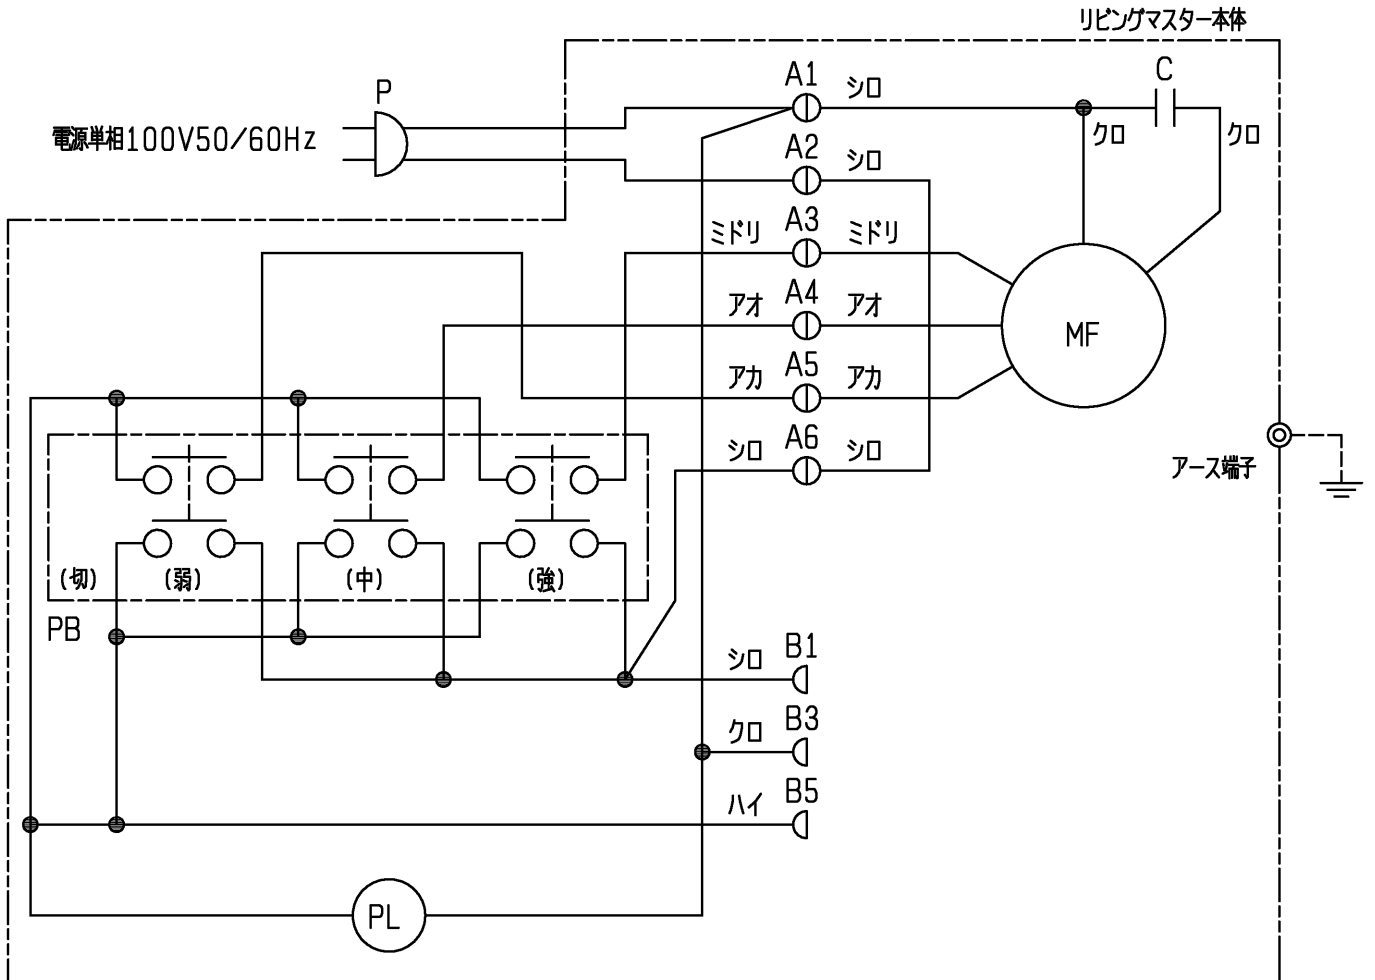 リビングマスター本体
P
電源単相100V50/60Hz
A1 シロ
C
クロ
クロ
A2 シロ
ミドリ A3 ミドリ
アオ A4 アオ
MF
アカ A5 アカ
シロ A6 シロ
アース端子
(切) (弱) (中) (強)
PB
シロ B1
クロ B3
ハイ B5
PL